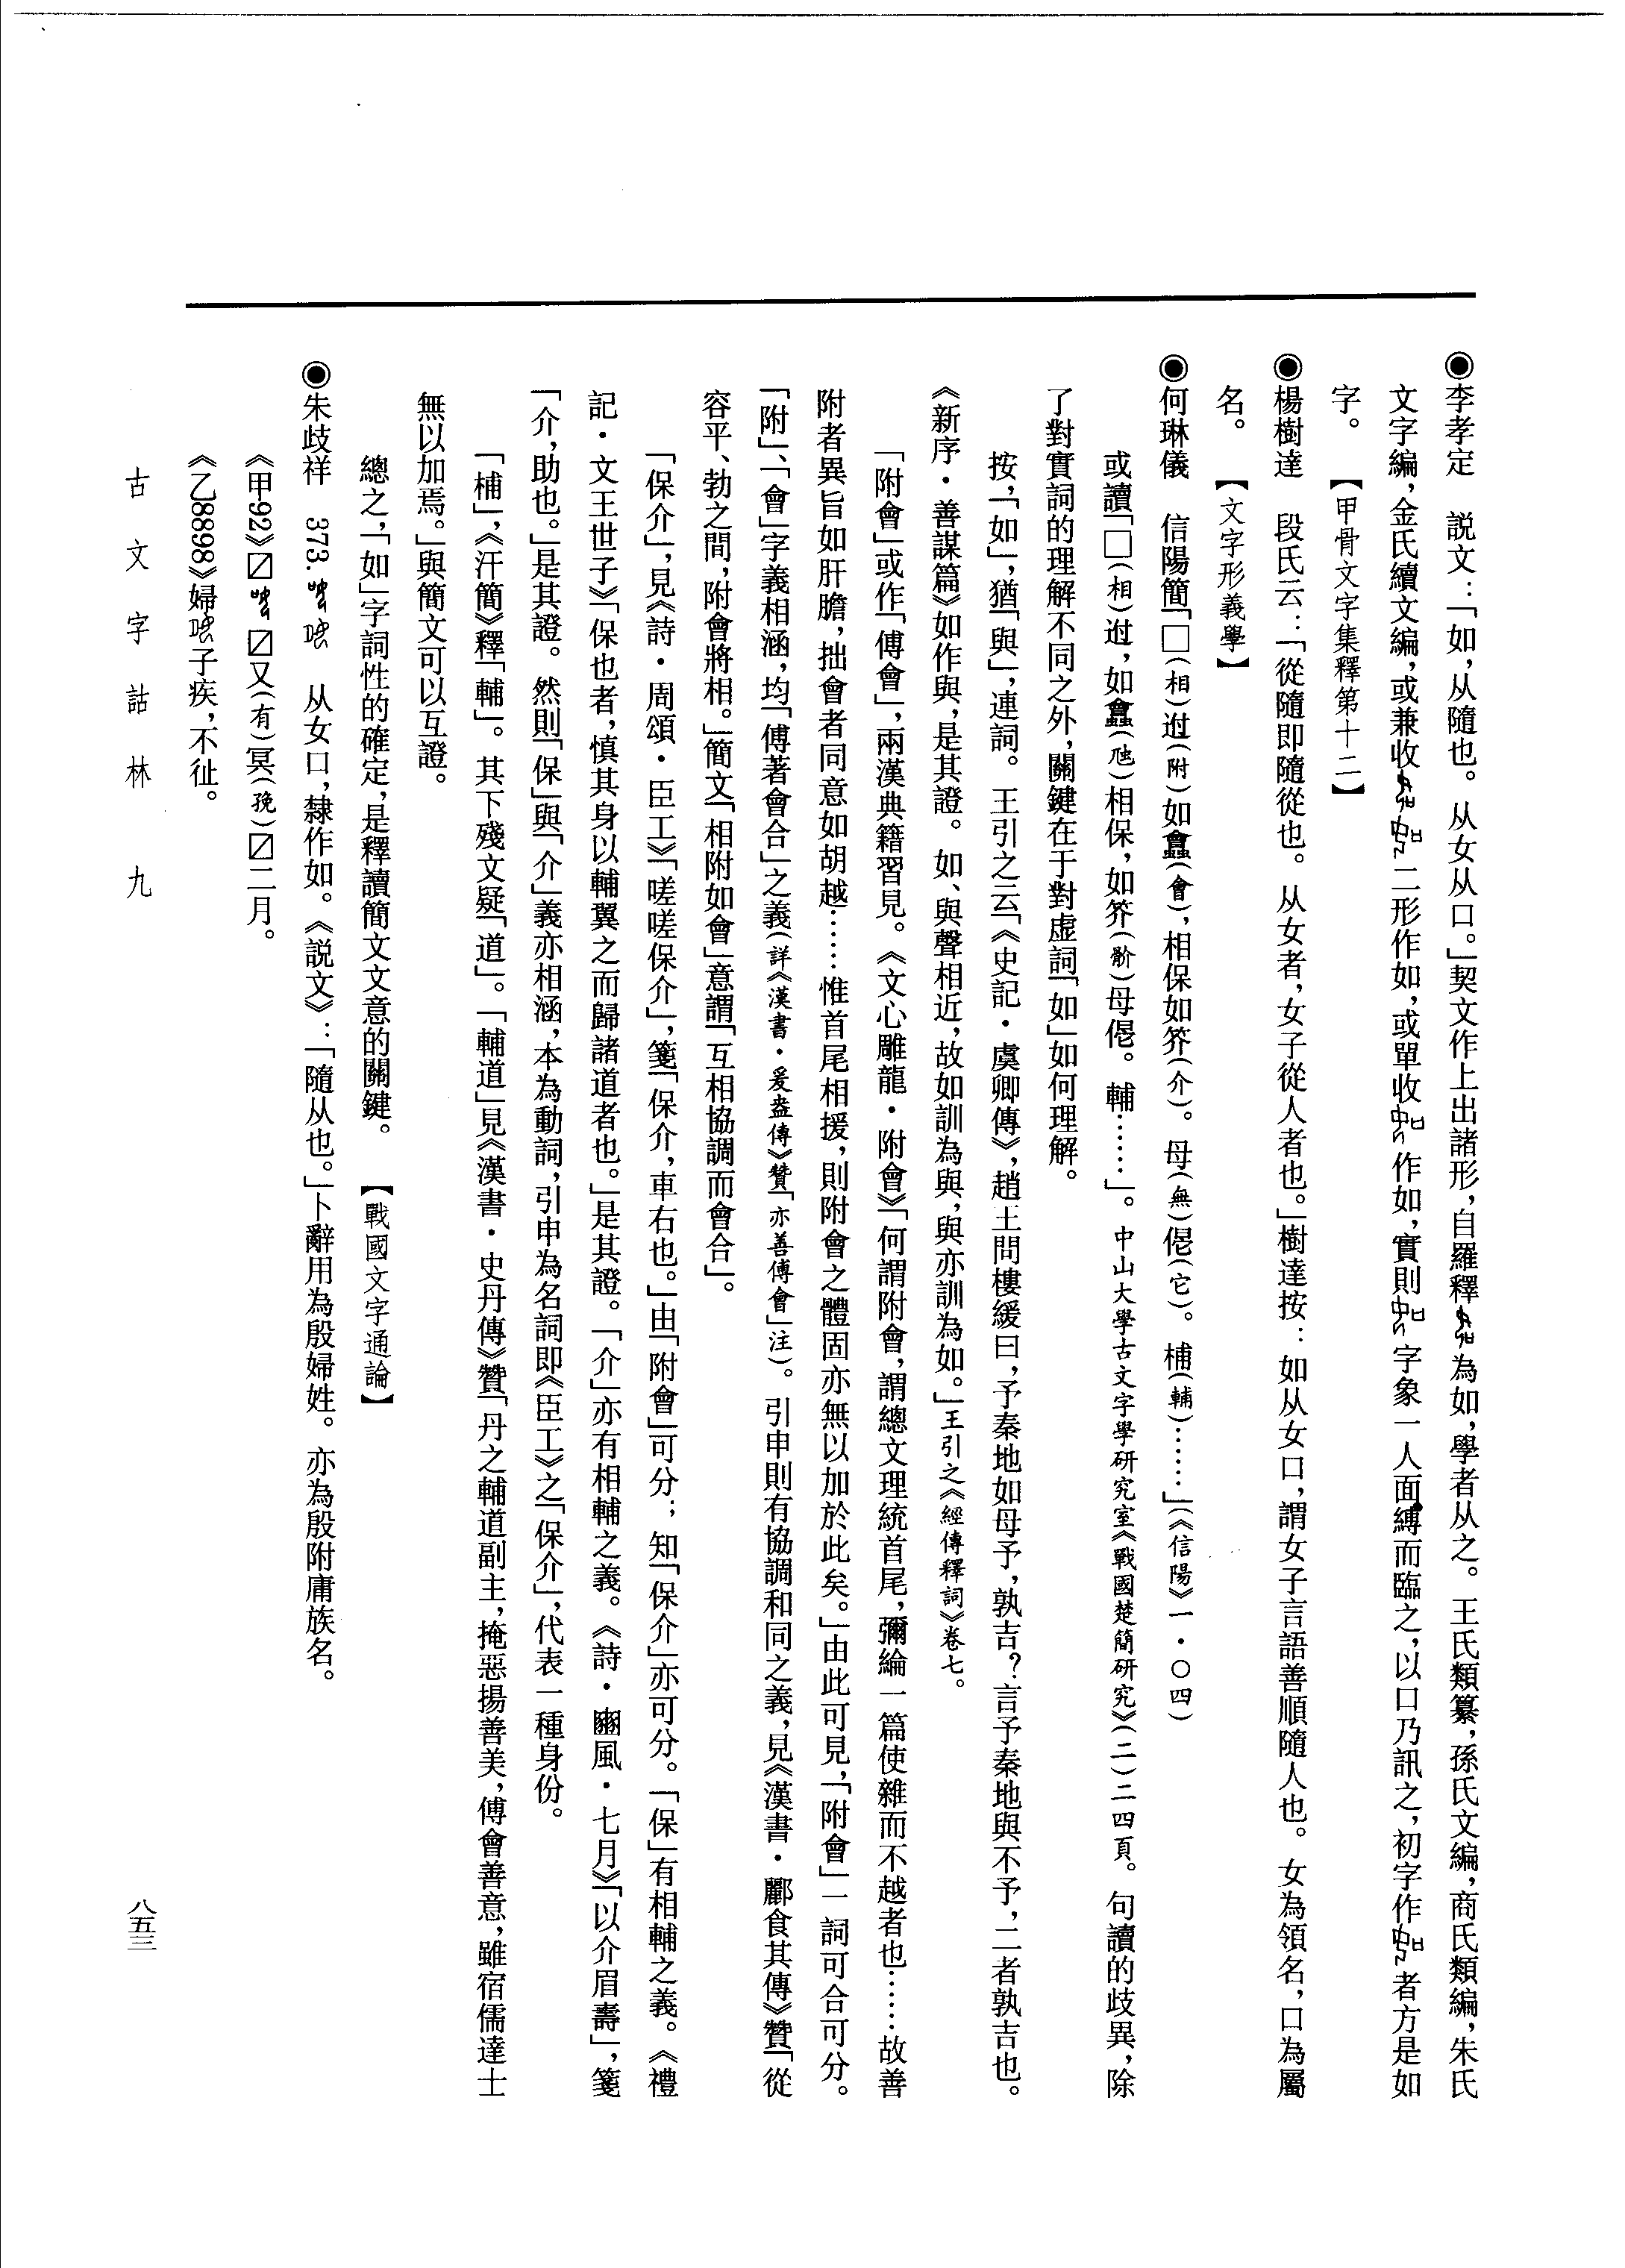 ◉李孝定　説文：「如，从隨也。从女从口。」契文作上出諸形，自羅釋為如，學者从之。王氏類纂，孫氏文編，商氏類編，朱氏
文字編，金氏續文編，或兼收二形作如，或單收作如，實則字象一人面縛而臨之，以口乃訊之，初字作者方是如
字。　【甲骨文字集釋第十二】
◉楊樹達　段氏云：「從隨即隨從也。从女者，女子從人者也。」樹達按：如从女口，謂女子言語善順隨人也。女為領名，口為屬
名。　【文字形義學】
◉何琳儀　信陽簡「□（相）迨（附）如𧖅（會），相保如笄（介）。母（無）倱（它）。㭪（輔）……」（《信陽》一・〇四）
或讀「□（相），如（虺）相保，如（骱）母。輔……」。中山大學古文字學研究室《戰國楚簡研究》（二）二四頁。句讀的歧異，除
了對實詞的理解不同之外，關鍵在于對虛詞「如」如何理解。
按，「如」，猶「與」，連詞。王引之云「《史記・虞卿傳》，趙王問樓緩曰，予秦地如毋予，孰吉？言予秦地與不予，二者孰吉也。
《新序・善謀篇》如作與，是其證。如、與聲相近，故如訓為與，與亦訓為如。」王引之《經傳釋詞》卷七。
「附會」或作「傅會」，兩漢典籍習見。《文心雕龍・附會》「何謂附會，謂總文理統首尾，彌綸一篇使雜而不越者也……故善
附者異旨如肝膽，拙會者同意如胡越……惟首尾相援，則附會之體固亦無以加於此矣。」由此可見，「附會」一詞可合可分。
「附」、「會」字義相涵，均「傅著會合」之義（詳《漢書・爰盎傳》贊「亦善傅會」注）。引申則有協調和同之義，見《漢書・酈食其傳》贊「從
容平、勃之間，附會將相。」簡文「相附如會」意謂「互相協調而會合」。
「保介」，見《詩・周頌・臣工》「嗟嗟保介」，箋「保介，車右也。」由「附會」可分；知「保介」亦可分。「保」有相輔之義。《禮
記・文王世子》「保也者，慎其身以輔翼之而歸諸道者也。」是其證。「介」亦有相輔之義。《詩・豳風・七月》「以介眉壽」，箋
「介，助也。」是其證。然則「保」與「介」義亦相涵，本為動詞，引申為名詞即《臣工》之「保介」，代表一種身份。
「㭪」，《汗簡》釋「輔」。其下殘文疑「道」。「輔道」見《漢書・史丹傳》贊「丹之輔道副主，掩惡揚善美，傅會善意，雖宿儒達士
無以加焉。」與簡文可以互證。
總之，「如」字詞性的確定，是釋讀簡文文意的關鍵。　【戰國文字通論】
◉朱歧祥　373.　从女口，隸作如。《説文》：「隨从也。」卜辭用為殷婦姓。亦為殷附庸族名。
《甲92》☑☑又（有）冥（㝃）☑二月。
《乙8898》婦子疾，不㢟。
古文字詁林　九
八五三